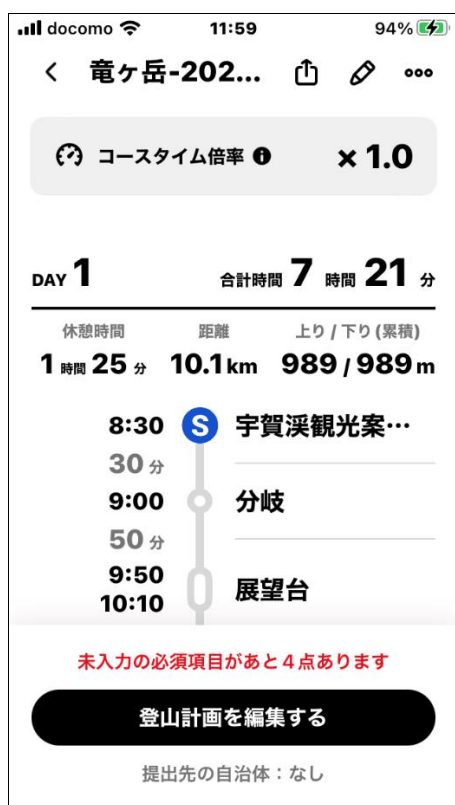 docomo 11:59 94%
竜ヶ岳-202...
コースタイム倍率 × 1.0
DAY 1 合計時間 7 時間 21 分
休憩時間 距離 上り / 下り (累積)
1 時間 25 分 10.1 km 989 / 989 m
8:30 S 宇賀渓観光案…
30 分
9:00 分岐
50 分
9:50
10:10 展望台
未入力の必須項目があと4点あります
登山計画を編集する
提出先の自治体：なし